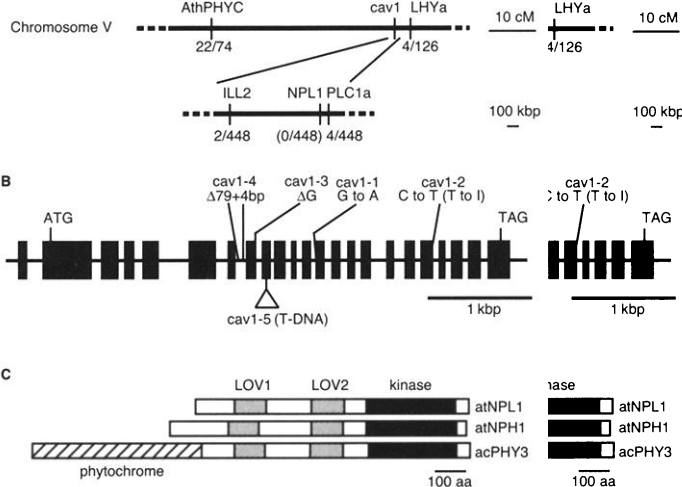 AthPHYC cav1 LHYa 10 cM LHYa 10 cM
Chromosome V
22/74 4/126 4/126
ILL2 NPL1 PLC1a 100 kbp 100 kbp
2/448 (0/448) 4/448
B
cav1-4 cav1-3 cav1-1 cav1-2 cav1-2
Δ79+4bp ΔG G to A C to T (T to I) C to T (T to I)
ATG TAG TAG
1 kbp 1 kbp
cav1-5 (T-DNA)
C
LOV1 LOV2 kinase nase
atNPL1 atNPL1
atNPH1 atNPH1
acPHY3 acPHY3
phytochrome 100 aa 100 aa